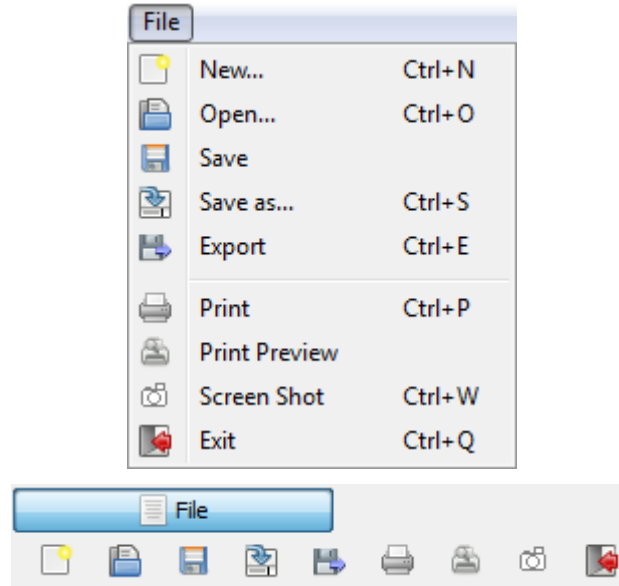 File
New... Ctrl+N
Open... Ctrl+O
Save
Save as... Ctrl+S
Export Ctrl+E
Print Ctrl+P
Print Preview
Screen Shot Ctrl+W
Exit Ctrl+Q
File